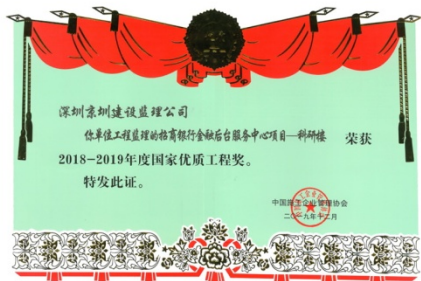 深圳京圳建设监理公司
你单位工程监理的招商银行金融后台服务中心项目—科研楼 荣获
2018-2019年度国家优质工程奖。
特发此证。
中国施工企业管理协会
二〇一九年十二月